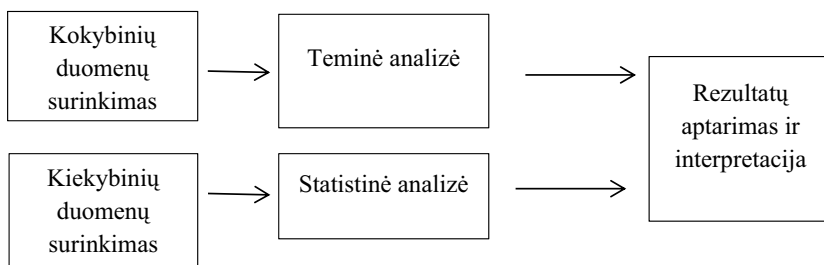 Kokybinių
duomenų
surinkimas
Teminė analizė
Kiekybinių
duomenų
surinkimas
Statistinė analizė
Rezultatų
aptarimas ir
interpretacija